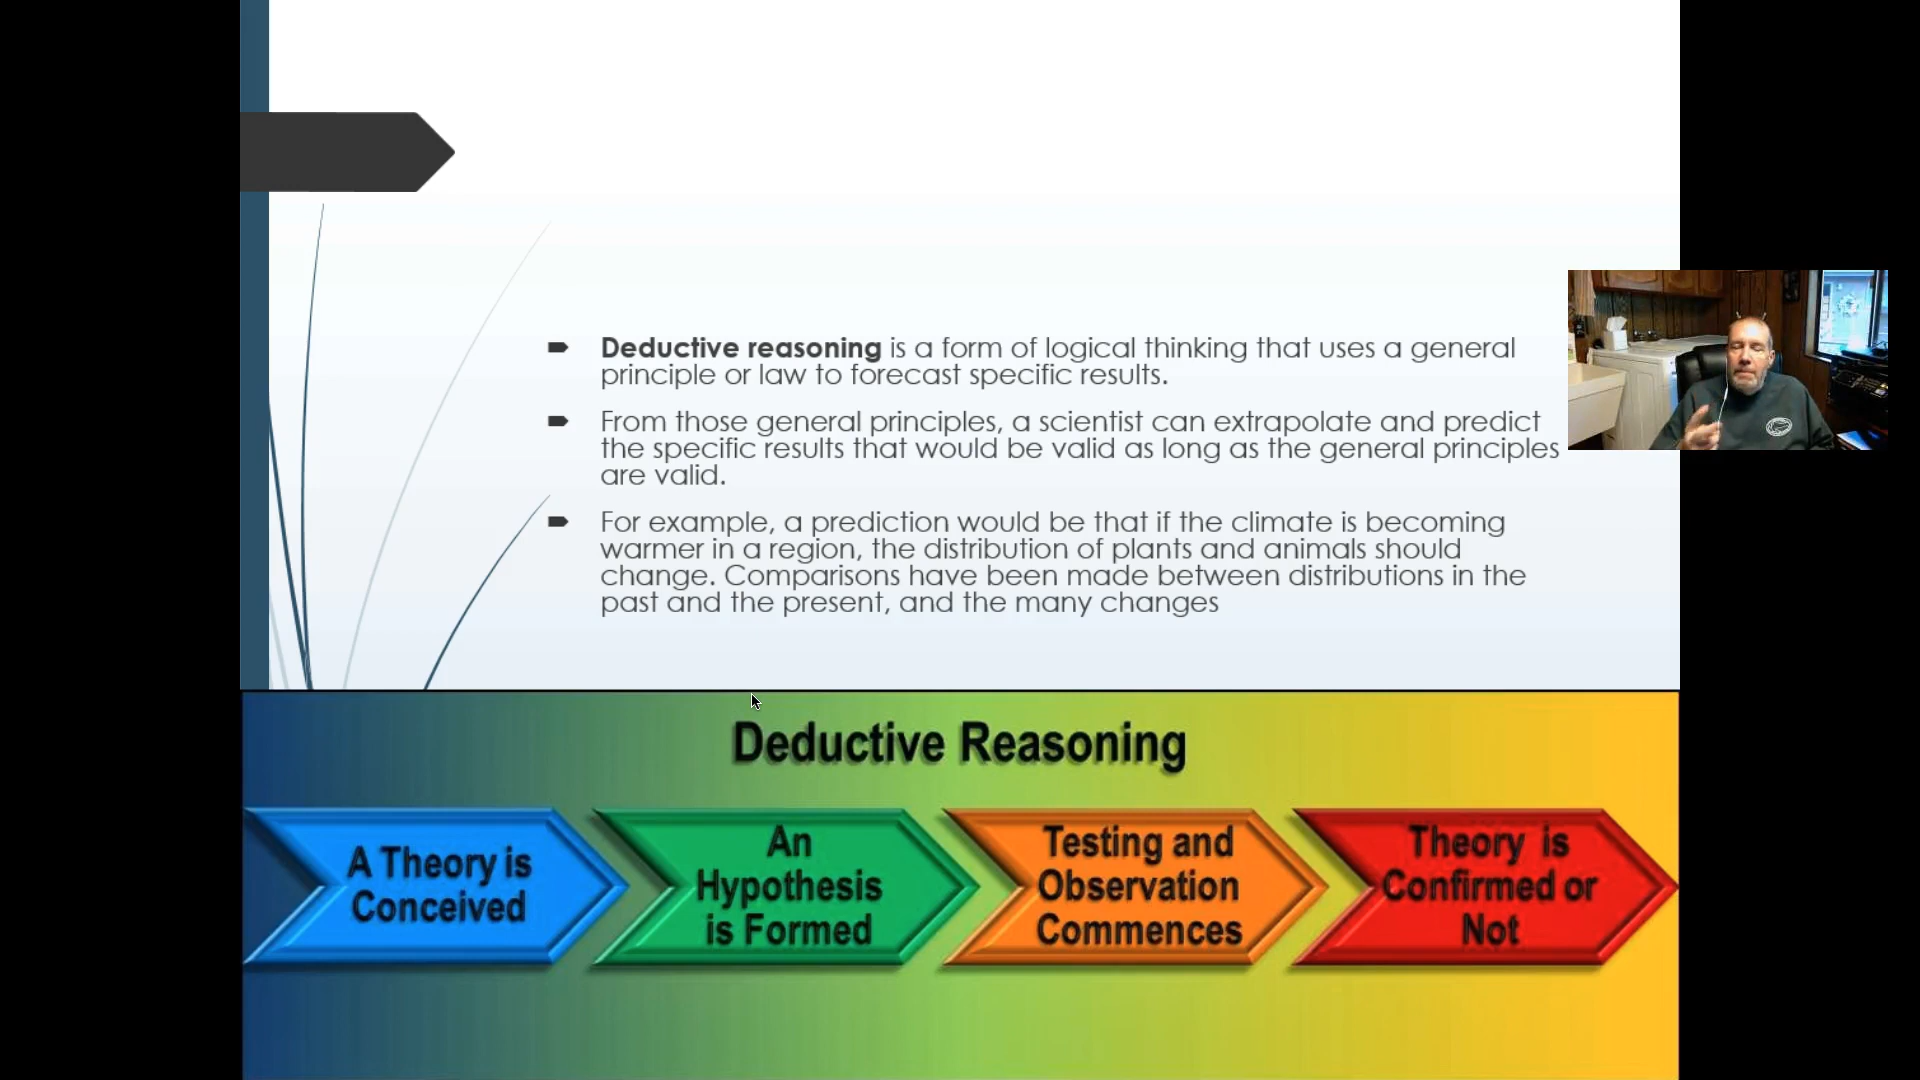 Deductive reasoning is a form of logical thinking that uses a general
principle or law to forecast specific results.
From those general principles, a scientist can extrapolate and predict
the specific results that would be valid as long as the general principles
are valid.
For example, a prediction would be that if the climate is becoming
warmer in a region, the distribution of plants and animals should
change. Comparisons have been made between distributions in the
past and the present, and the many changes
Deductive Reasoning
A Theory is
Conceived
An
Hypothesis
is Formed
Testing and
Observation
Commences
Theory is
Confirmed or
Not